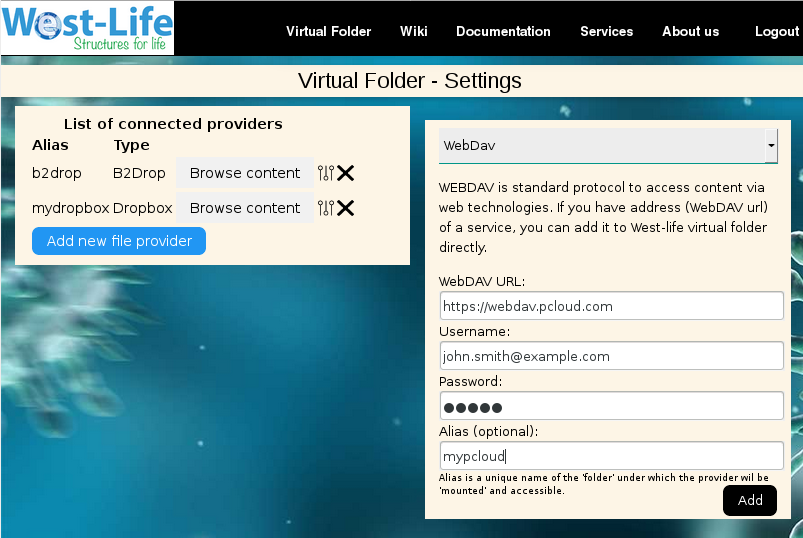 West-Life
Structures for life
Virtual Folder Wiki Documentation Services About us Logout
Virtual Folder - Settings
List of connected providers
Alias Type
b2drop B2Drop Browse content
mydropbox Dropbox Browse content
Add new file provider
WebDav
WEBDAV is standard protocol to access content via
web technologies. If you have address (WebDAV url)
of a service, you can add it to West-life virtual folder
directly.
WebDAV URL:
https://webdav.pcloud.com
Username:
john.smith@example.com
Password:
●●●●●
Alias (optional):
mypcloud
Alias is a unique name of the 'folder' under which the provider wil be
'mounted' and accessible.
Add